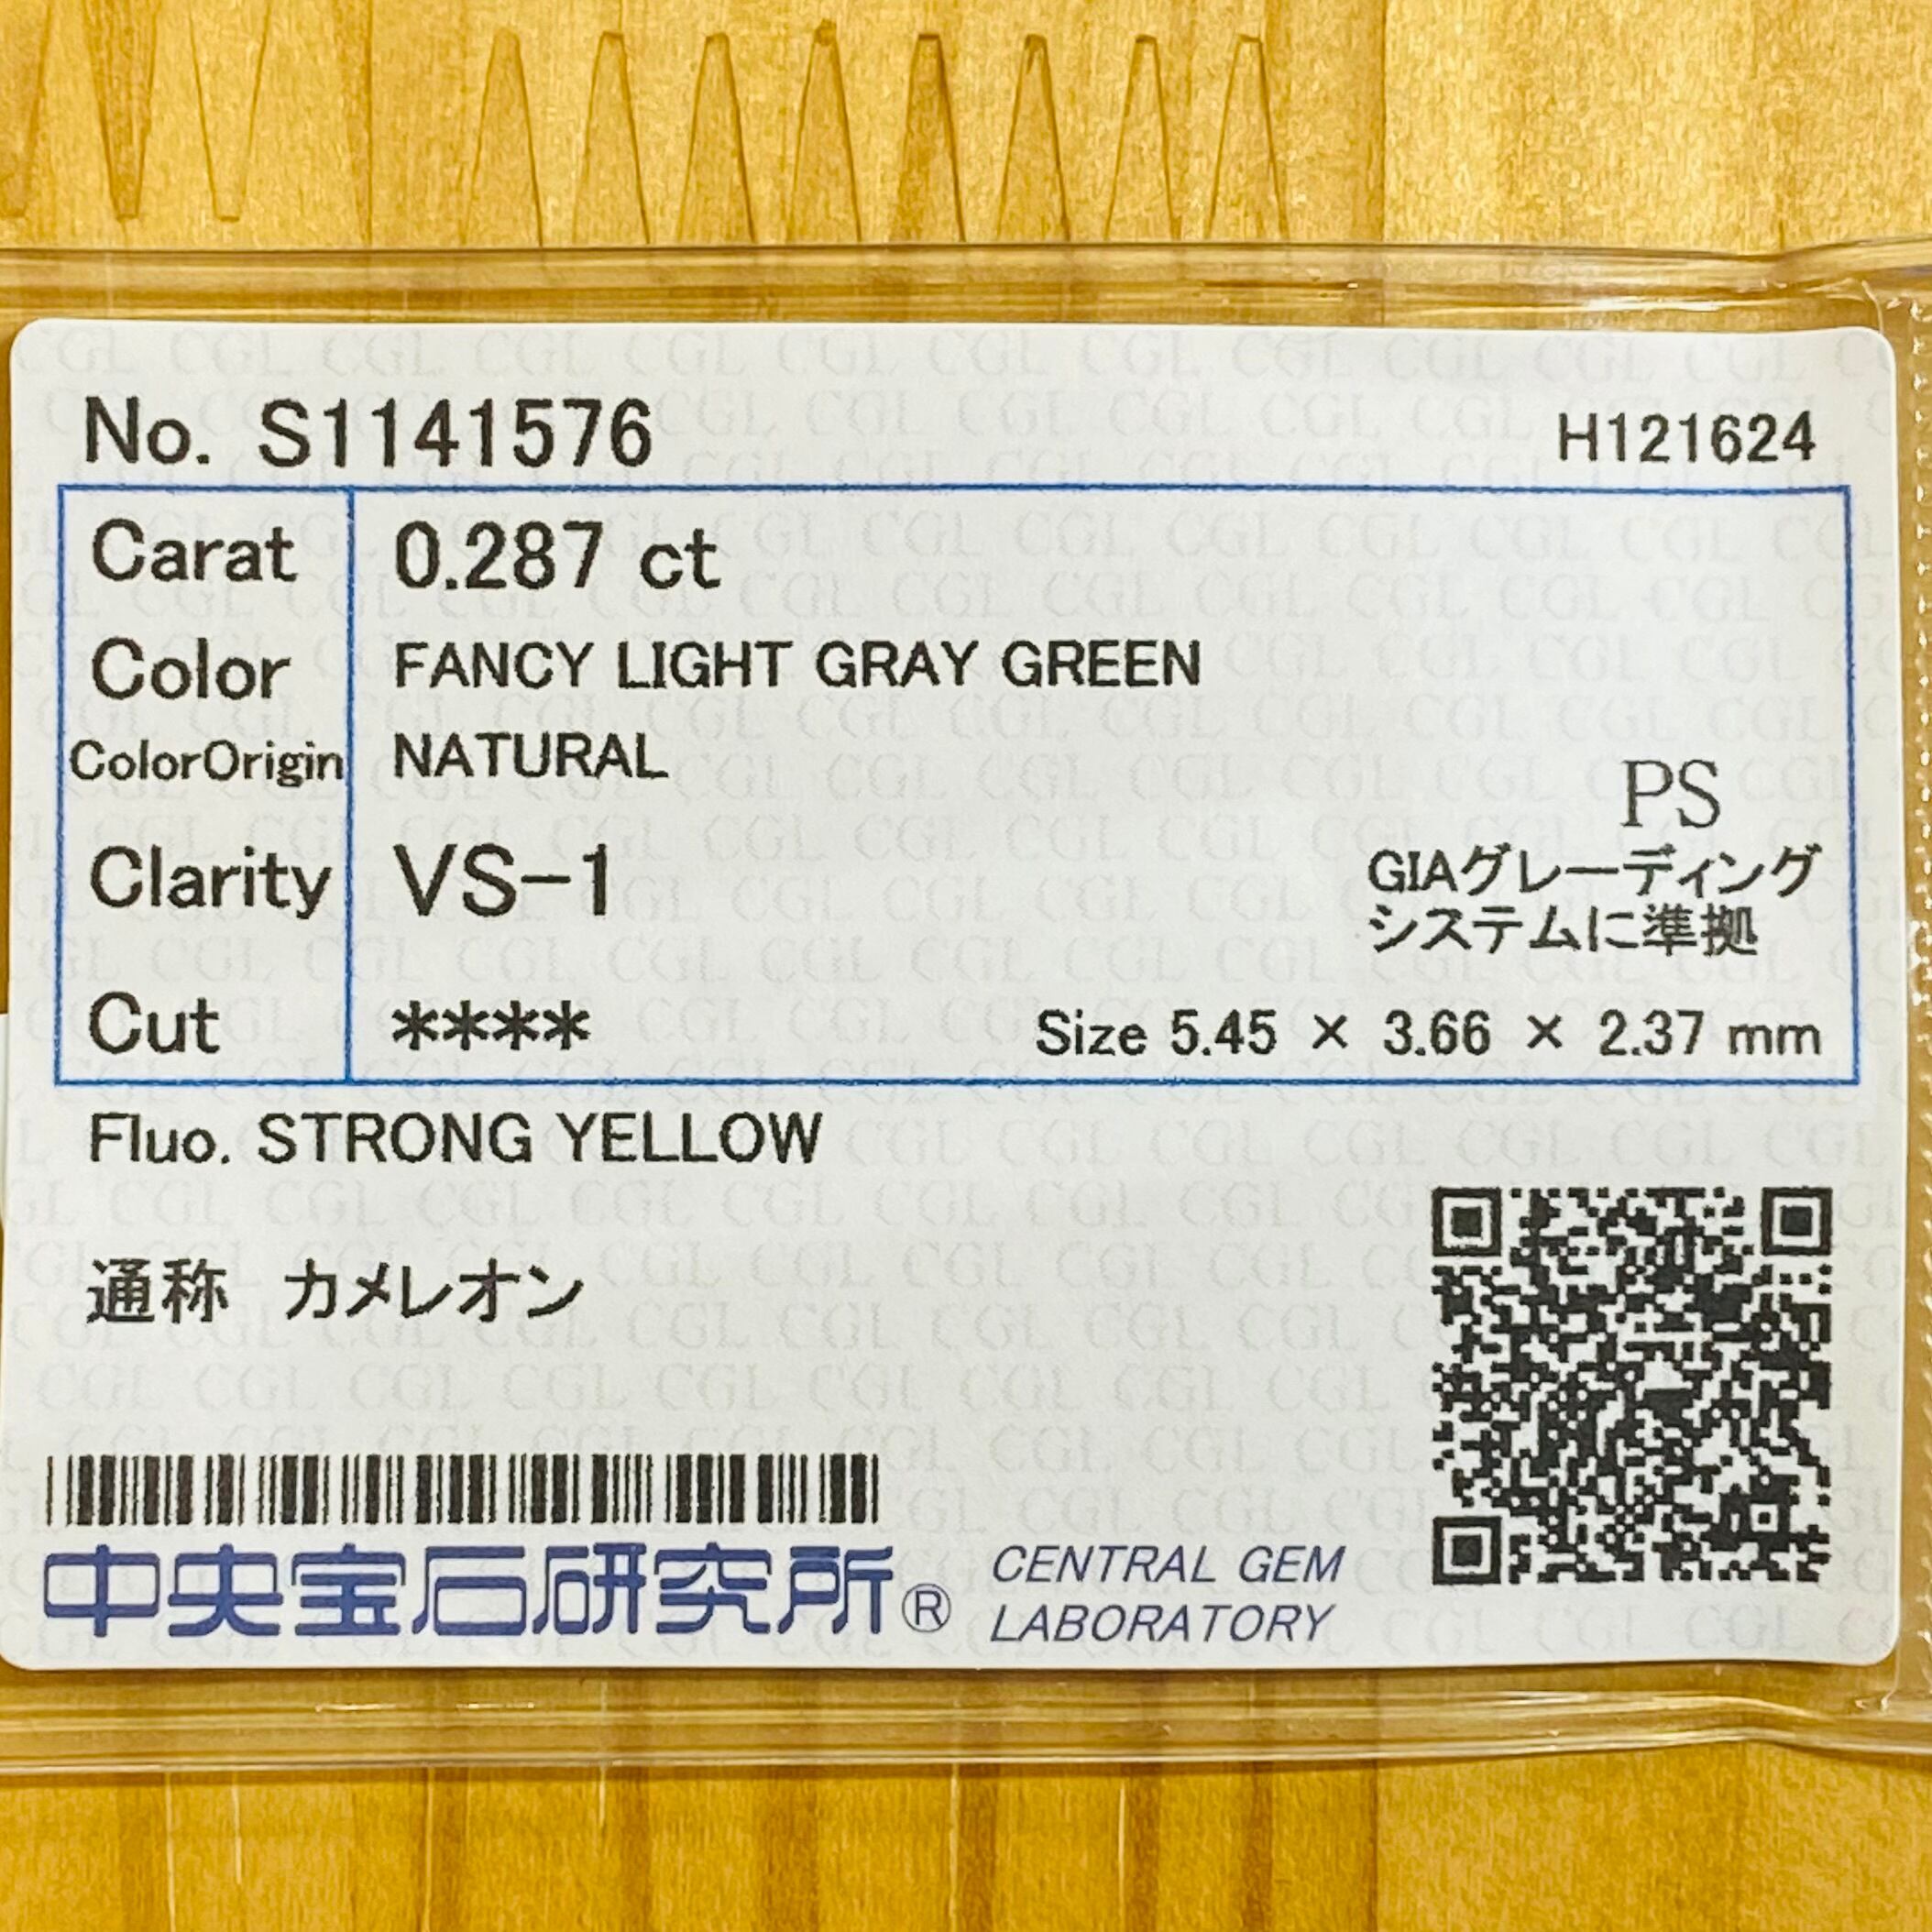 No. S1141576
H121624
Carat 0.287 ct
Color FANCY LIGHT GRAY GREEN
ColorOrigin NATURAL
PS
Clarity VS-1
GIAグレーディング
システムに準拠
Cut ****
Size 5.45 × 3.66 × 2.37 mm
Fluo. STRONG YELLOW
通称 カメレオン
中央宝石研究所®
CENTRAL GEM
LABORATORY